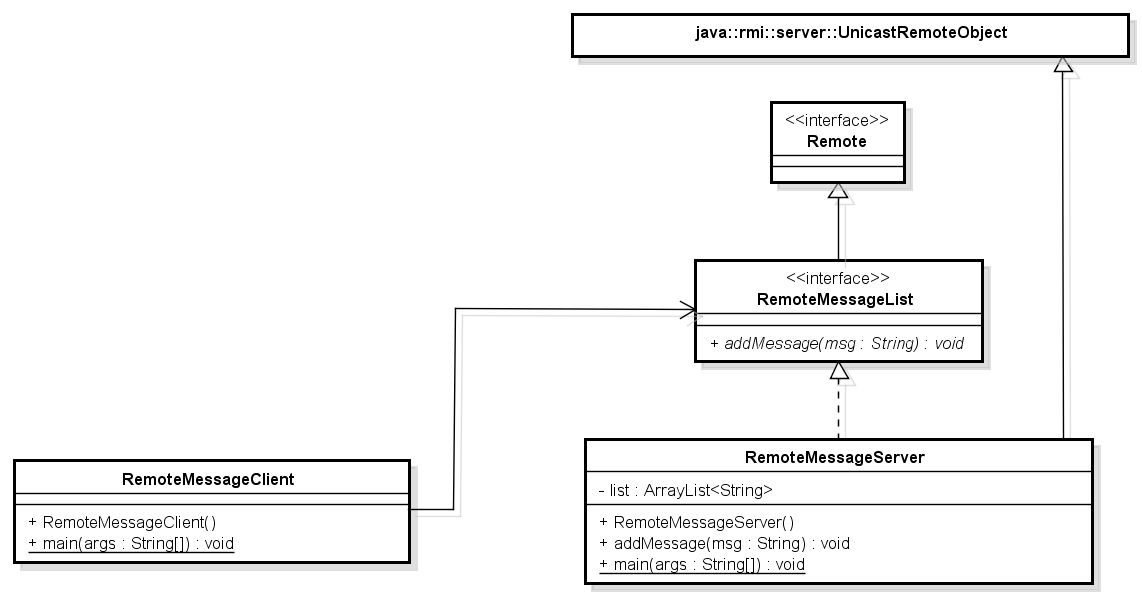 java::rmi::server::UnicastRemoteObject
<<interface>>
Remote
<<interface>>
RemoteMessageList
+ addMessage(msg : String) : void
RemoteMessageClient
+ RemoteMessageClient()
+ main(args : String[]) : void
RemoteMessageServer
- list : ArrayList<String>
+ RemoteMessageServer()
+ addMessage(msg : String) : void
+ main(args : String[]) : void